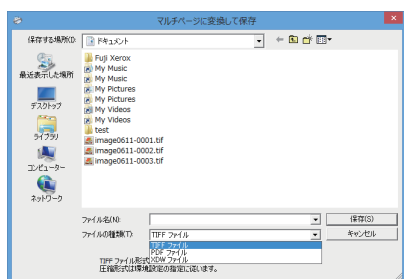 マルチページに変換して保存
保存する場所(I):
ドキュメント
最近表示した場所
デスクトップ
ライブラリ
コンピューター
ネットワーク
Fuji Xerox
My Music
My Music
My Pictures
My Pictures
My Videos
My Videos
test
image0611-0001.tif
image0611-0002.tif
image0611-0003.tif
ファイル名(N):
保存(S)
ファイルの種類(T):
TIFF ファイル
キャンセル
TIFF ファイル
PDF ファイル
XDW ファイル
TIFF ファイル形式
圧縮形式は環境設定の指定に従います。